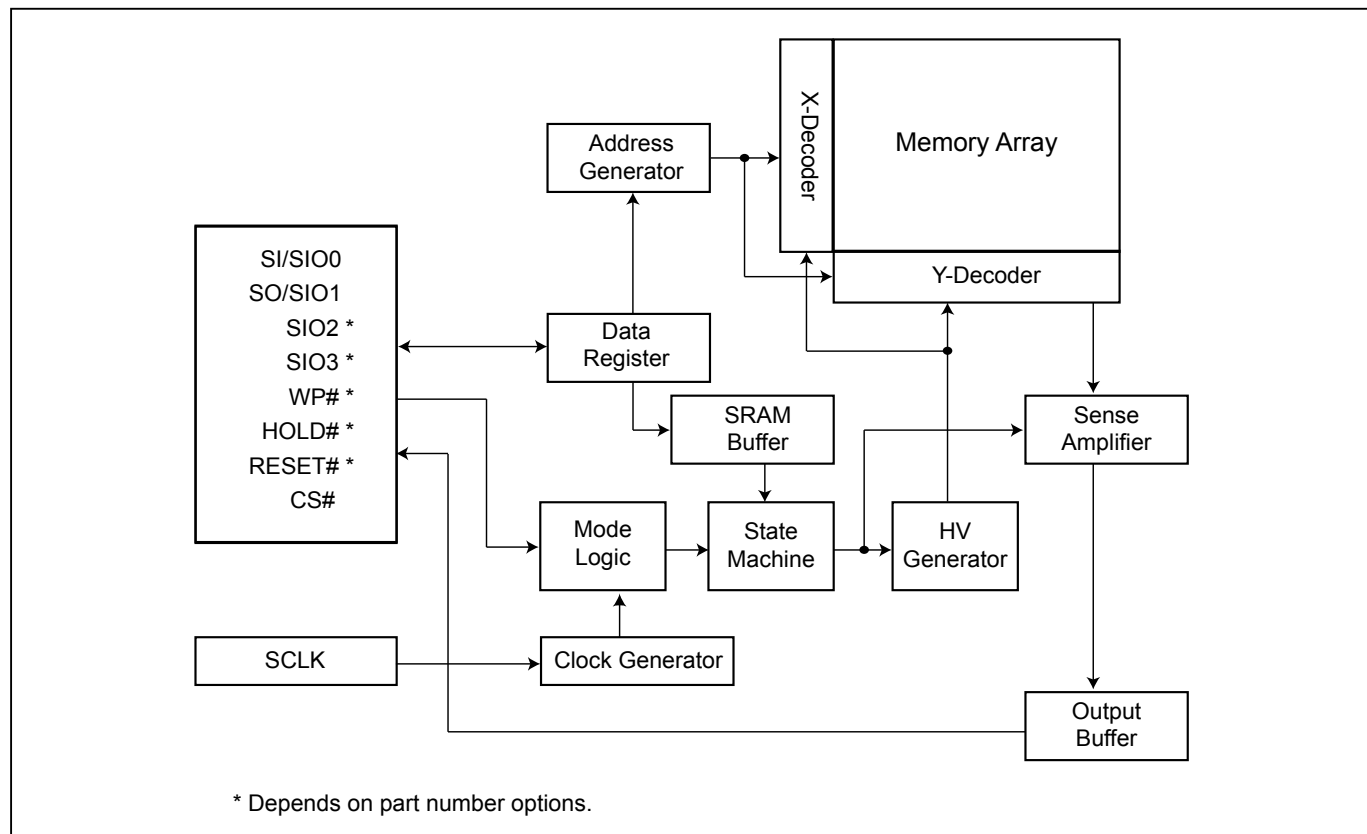 X-Decoder
Memory Array
Address
Generator
Y-Decoder
SI/SIO0
SO/SIO1
SIO2 *
SIO3 *
WP# *
HOLD# *
RESET# *
CS#
Data
Register
SRAM
Buffer
Sense
Amplifier
Mode
Logic
State
Machine
HV
Generator
SCLK
Clock Generator
Output
Buffer
* Depends on part number options.